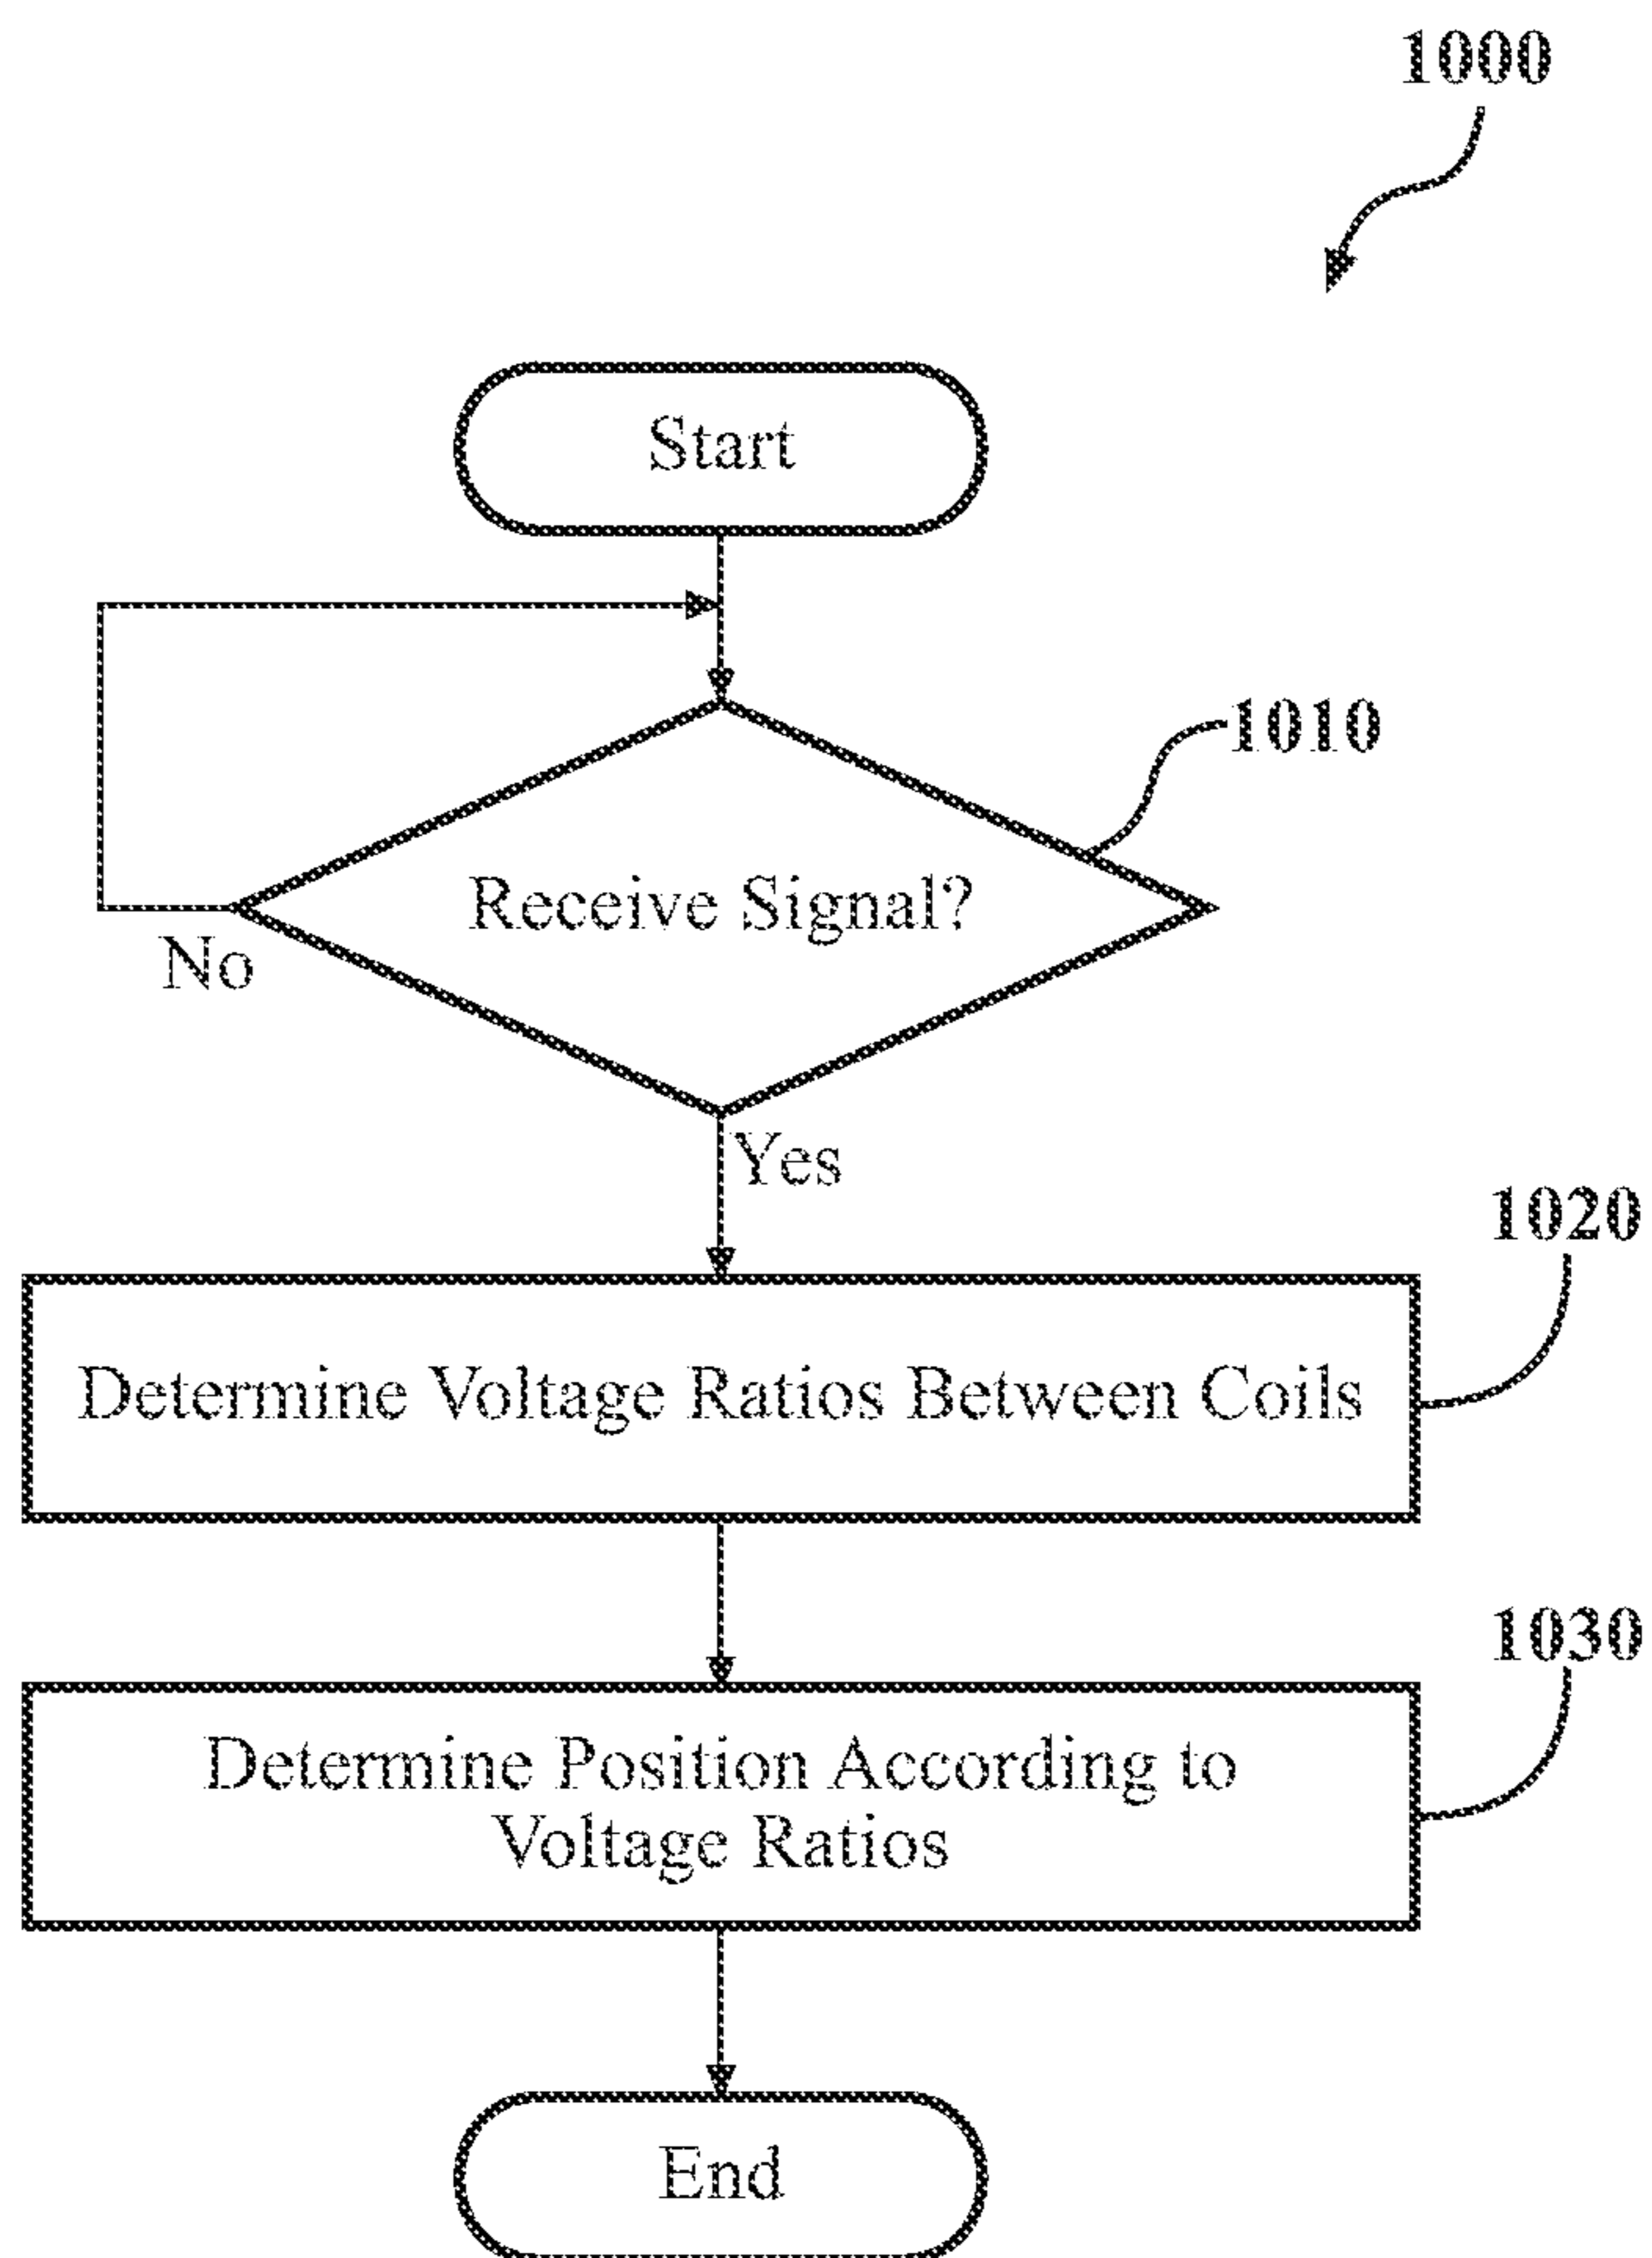 1000
Start
1010
Receive Signal?
No
Yes
1020
Determine Voltage Ratios Between Coils
1030
Determine Position According to
Voltage Ratios
End